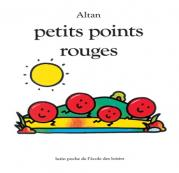 Altan
petits points
rouges
lutin poche de l'école des loisirs